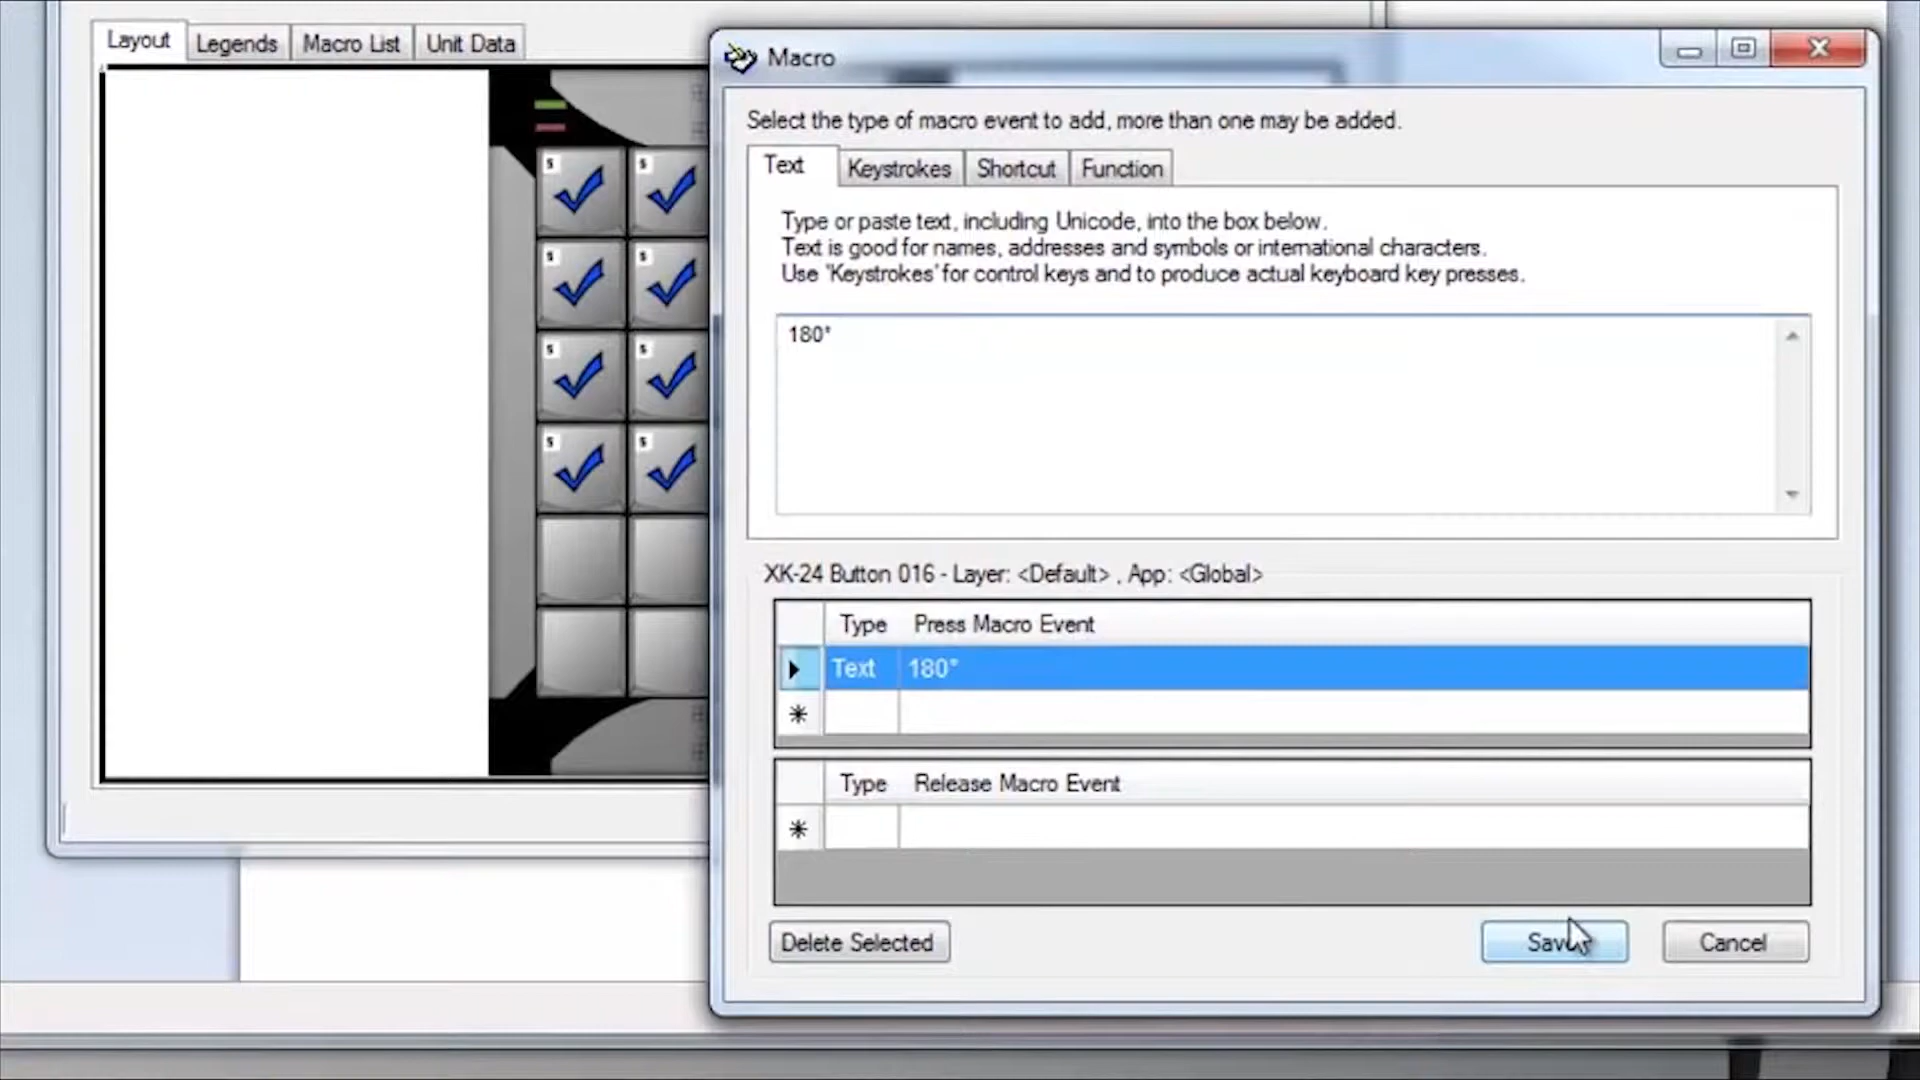 Layout Legends Macro List Unit Data
Macro
Select the type of macro event to add, more than one may be added.
Text Keystrokes Shortcut Function
Type or paste text, including Unicode, into the box below.
Text is good for names, addresses and symbols or international characters.
Use 'Keystrokes' for control keys and to produce actual keyboard key presses.
180°
XK-24 Button 016 - Layer: <Default> , App: <Global>
Type Press Macro Event
Text 180°
Type Release Macro Event
Delete Selected Save Cancel
S S
S S
S S
S S